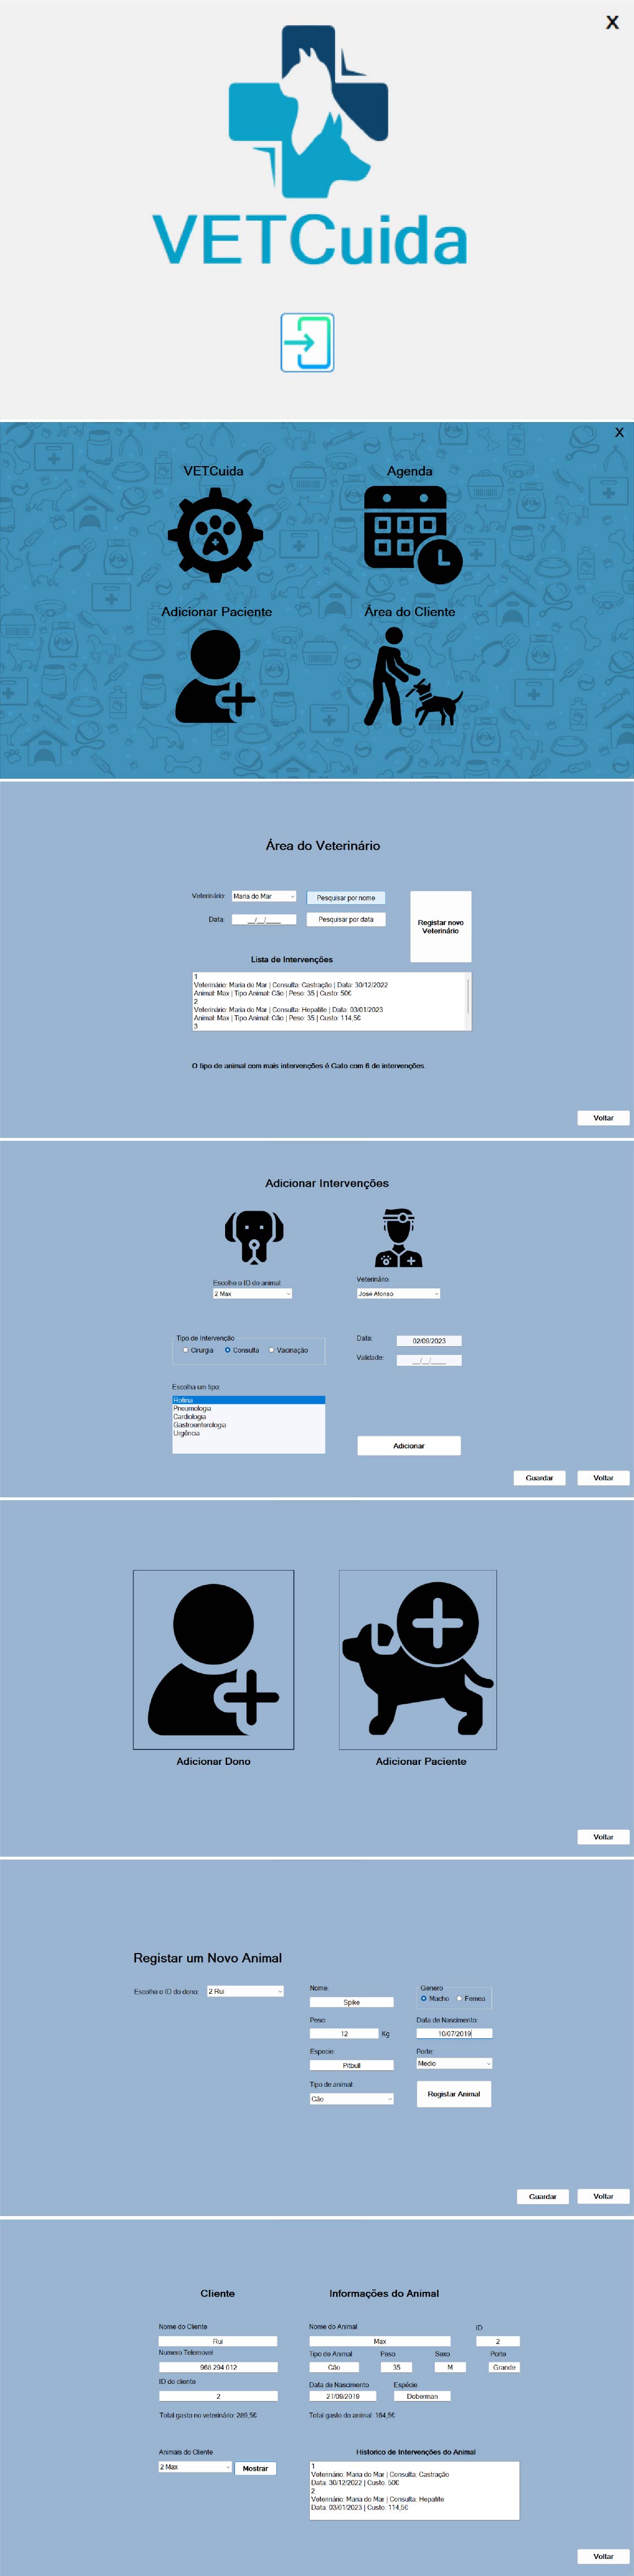 X
VETCuida
X
VETCuida
Agenda
Adicionar Paciente
Área do Cliente
Área do Veterinário
Veterinário: Maria do Mar Pesquisar por nome
Data: __/__/____ Pesquisar por data
Registar novo
Veterinário
Lista de Intervenções
1
Veterinário: Maria do Mar | Consulta: Castração | Data: 30/12/2022
Animal: Max | Tipo Animal: Cão | Peso: 35 | Custo: 50€
2
Veterinário: Maria do Mar | Consulta: Hepatite | Data: 03/01/2023
Animal: Max | Tipo Animal: Cão | Peso: 35 | Custo: 114,5€
3
O tipo de animal com mais intervenções é Gato com 6 de intervenções.
Voltar
Adicionar Intervenções
Escolhe o ID do animal:
2 Max
Veterinário:
José Afonso
Tipo de Intervenção
Cirurgia Consulta Vacinação
Data: 02/09/2023
Validade: __/__/____
Escolha um tipo:
Rotina
Pneumologia
Cardiologia
Gastroenterologia
Urgência
Adicionar
Guardar Voltar
Adicionar Dono
Adicionar Paciente
Voltar
Registar um Novo Animal
Escolhe o ID do dono: 2 Rui
Nome:
Spike
Genero
Macho Femea
Peso:
12 Kg
Data de Nascimento:
10/07/2019
Especie:
Pitbull
Porte:
Medio
Tipo de animal:
Cão
Registar Animal
Guardar Voltar
Cliente
Informações do Animal
Nome do Cliente
Rui
Nome do Animal
Max
ID
2
Numero Telemovel
968 294 012
Tipo de Animal Peso Sexo Porte
Cão 35 M Grande
ID do cliente
2
Data de Nascimento Espécie
21/09/2019 Doberman
Total gasto no veterinário: 289,5€
Total gasto do animal: 164,5€
Animais do Cliente
2 Max Mostrar
Historico de Intervenções do Animal
1
Veterinário: Maria do Mar | Consulta: Castração
Data: 30/12/2022 | Custo: 50€
2
Veterinário: Maria do Mar | Consulta: Hepatite
Data: 03/01/2023 | Custo: 114,5€
Voltar